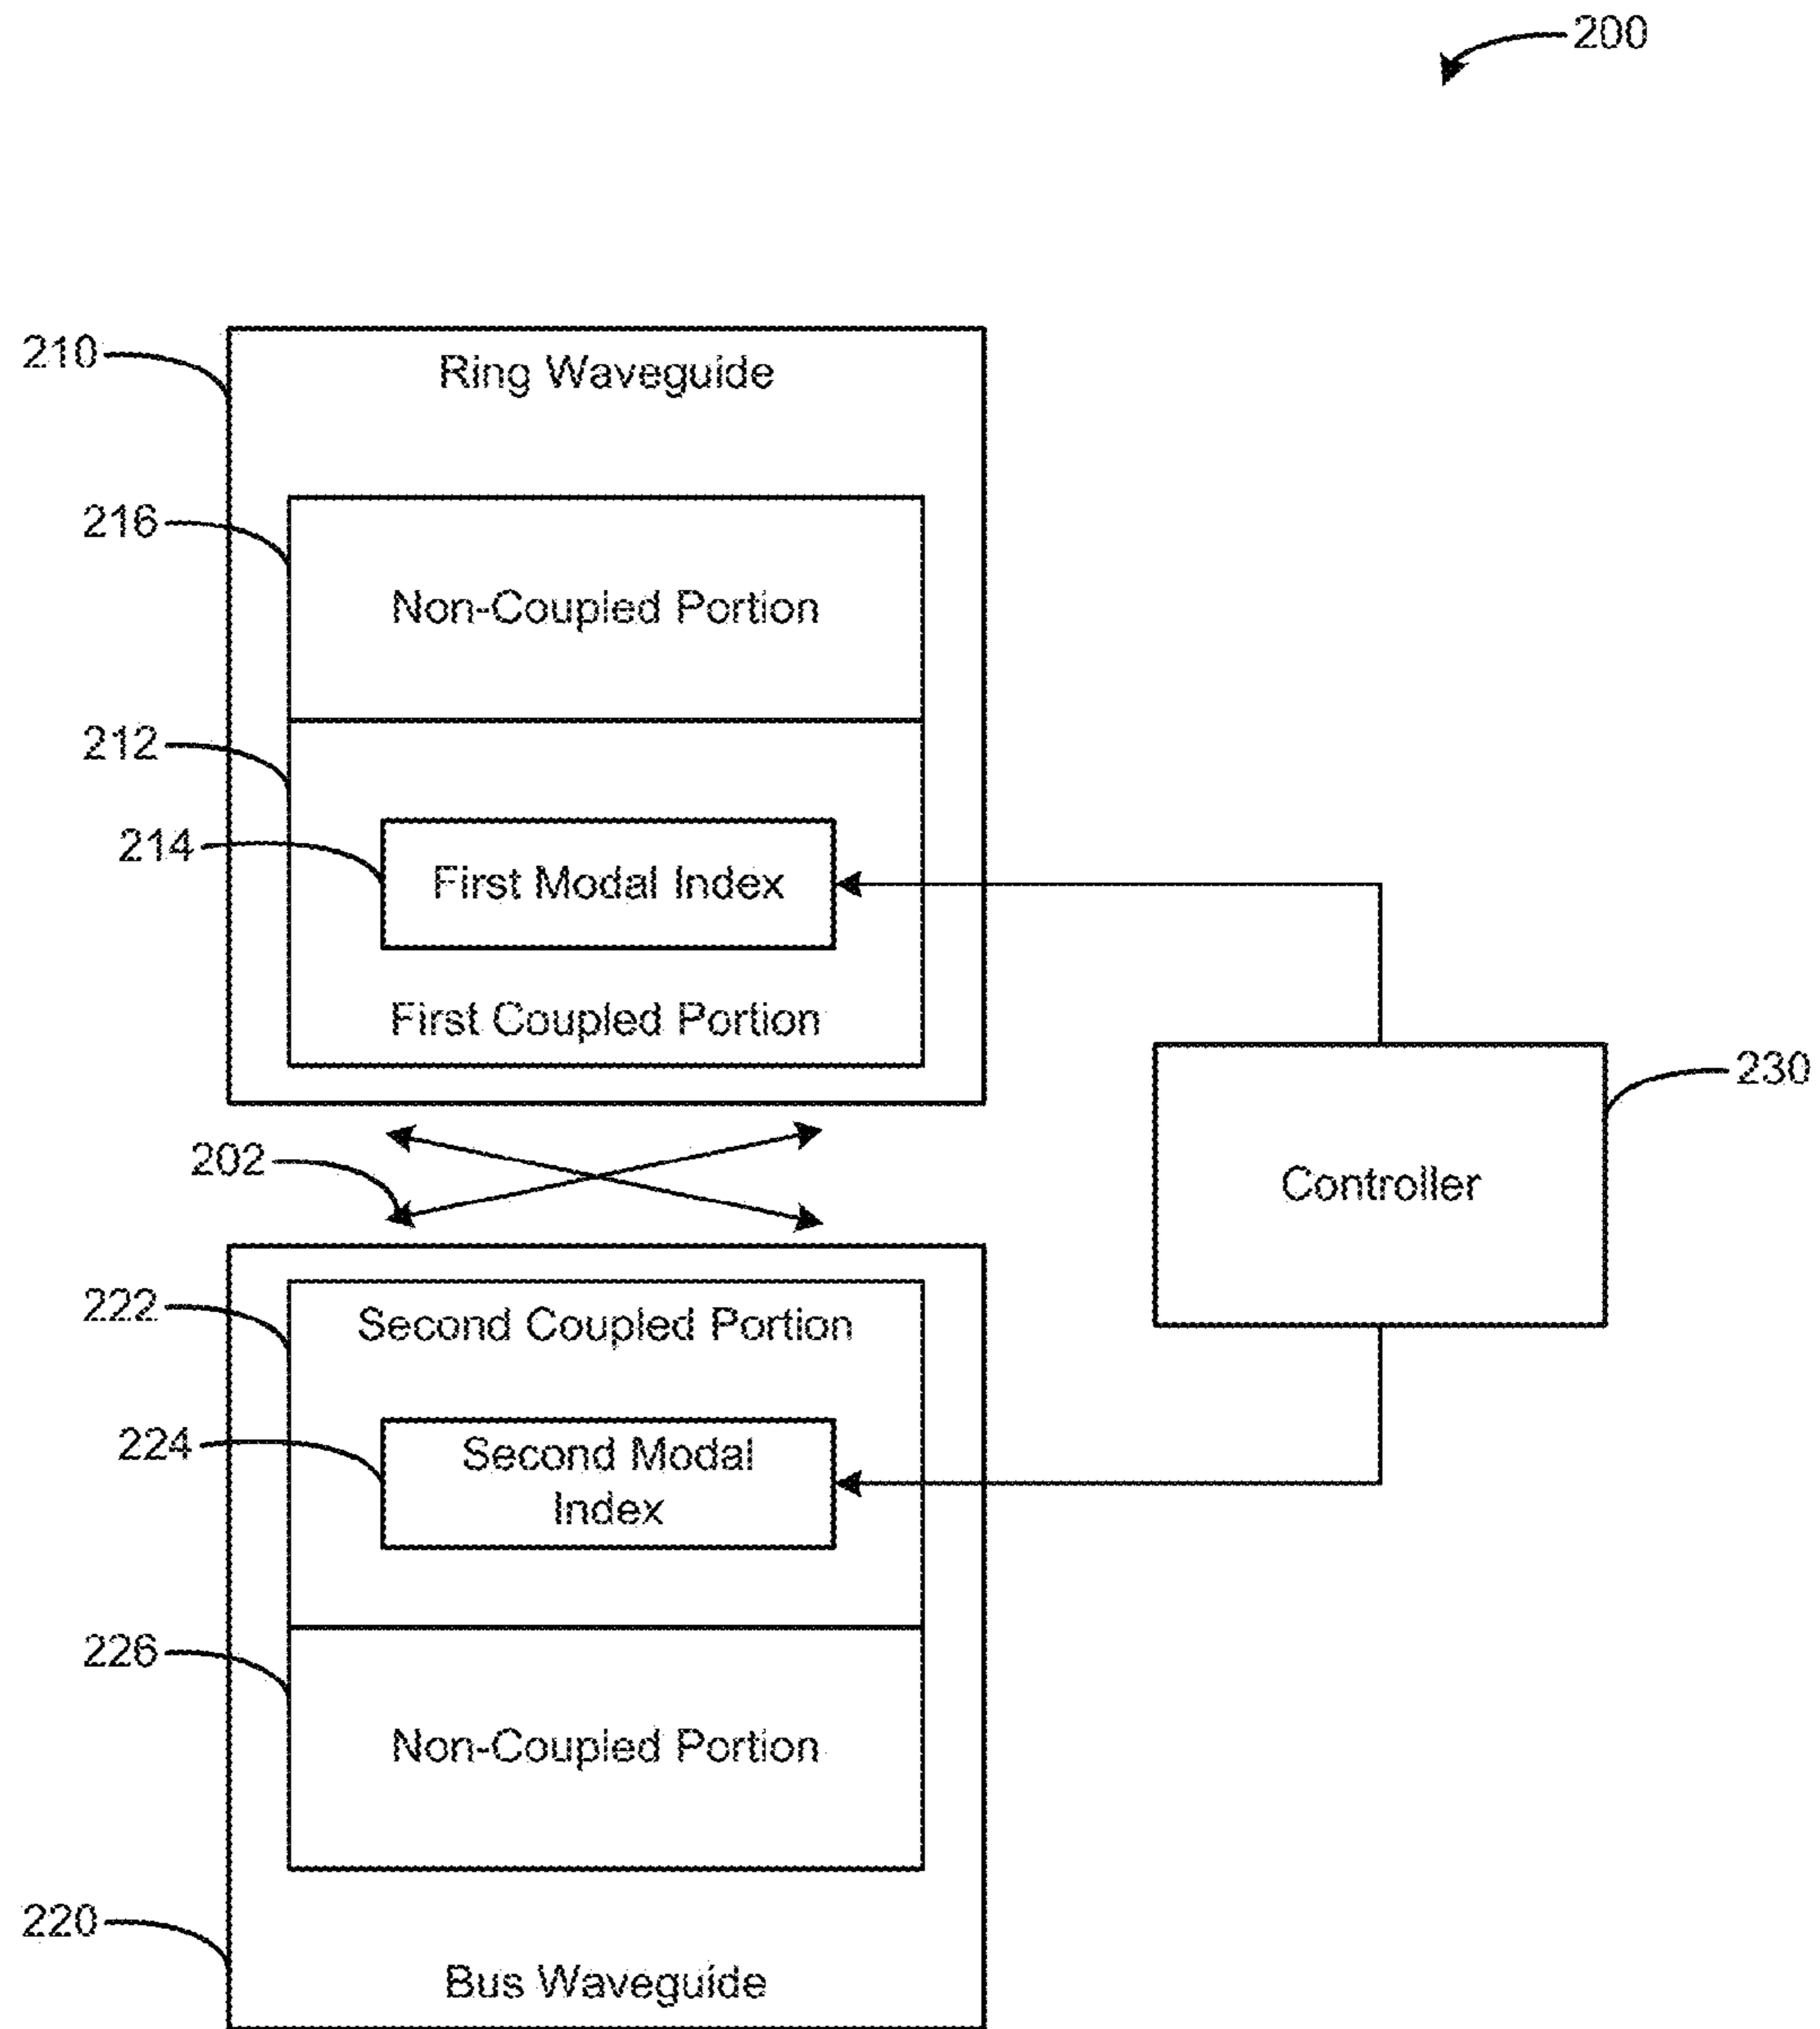 200
210
Ring Waveguide
216
Non-Coupled Portion
212
214
First Modal Index
First Coupled Portion
230
202
Controller
222
Second Coupled Portion
224
Second Modal
Index
226
Non-Coupled Portion
220
Bus Waveguide